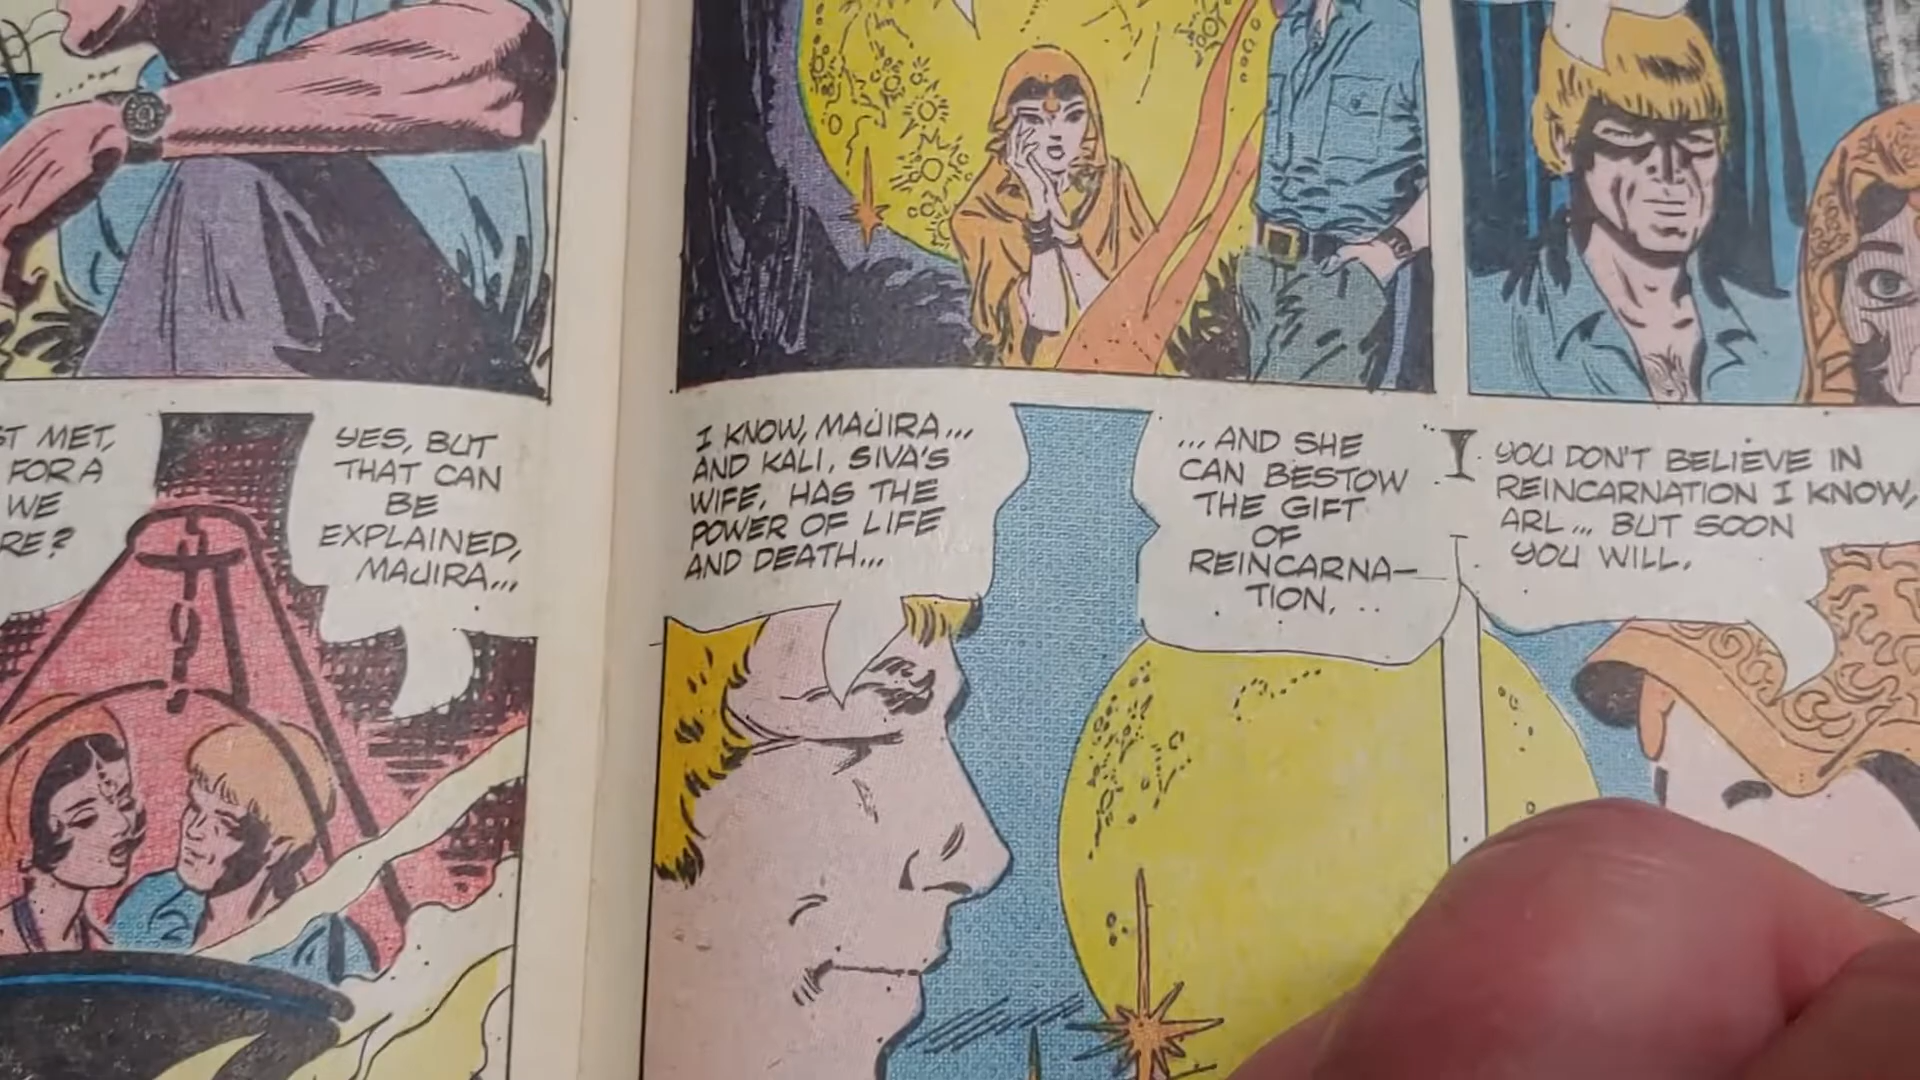 ST MET,
FOR A
WE
RE?
YES, BUT
THAT CAN
BE
EXPLAINED,
MAJIRA...
I KNOW, MAJIRA...
AND KALI, SIVA'S
WIFE, HAS THE
POWER OF LIFE
AND DEATH...
... AND SHE
CAN BESTOW
THE GIFT
OF
REINCARNA—
TION. ..
YOU DON'T BELIEVE IN
REINCARNATION I KNOW,
ARL... BUT SOON
YOU WILL.